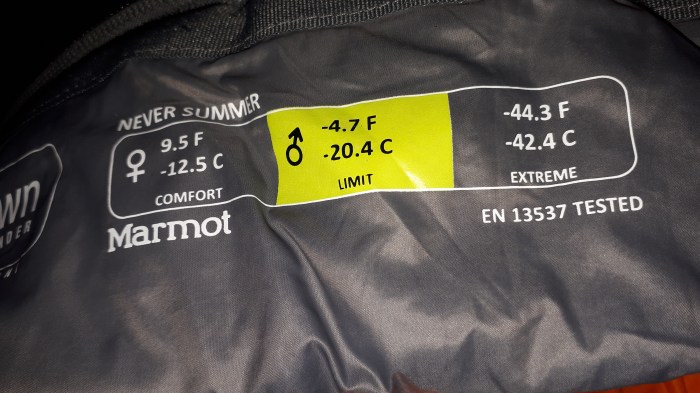 NEVER SUMMER
♀ 9.5 F
-12.5 C
COMFORT
♂ -4.7 F
-20.4 C
LIMIT
-44.3 F
-42.4 C
EXTREME
Marmot
EN 13537 TESTED